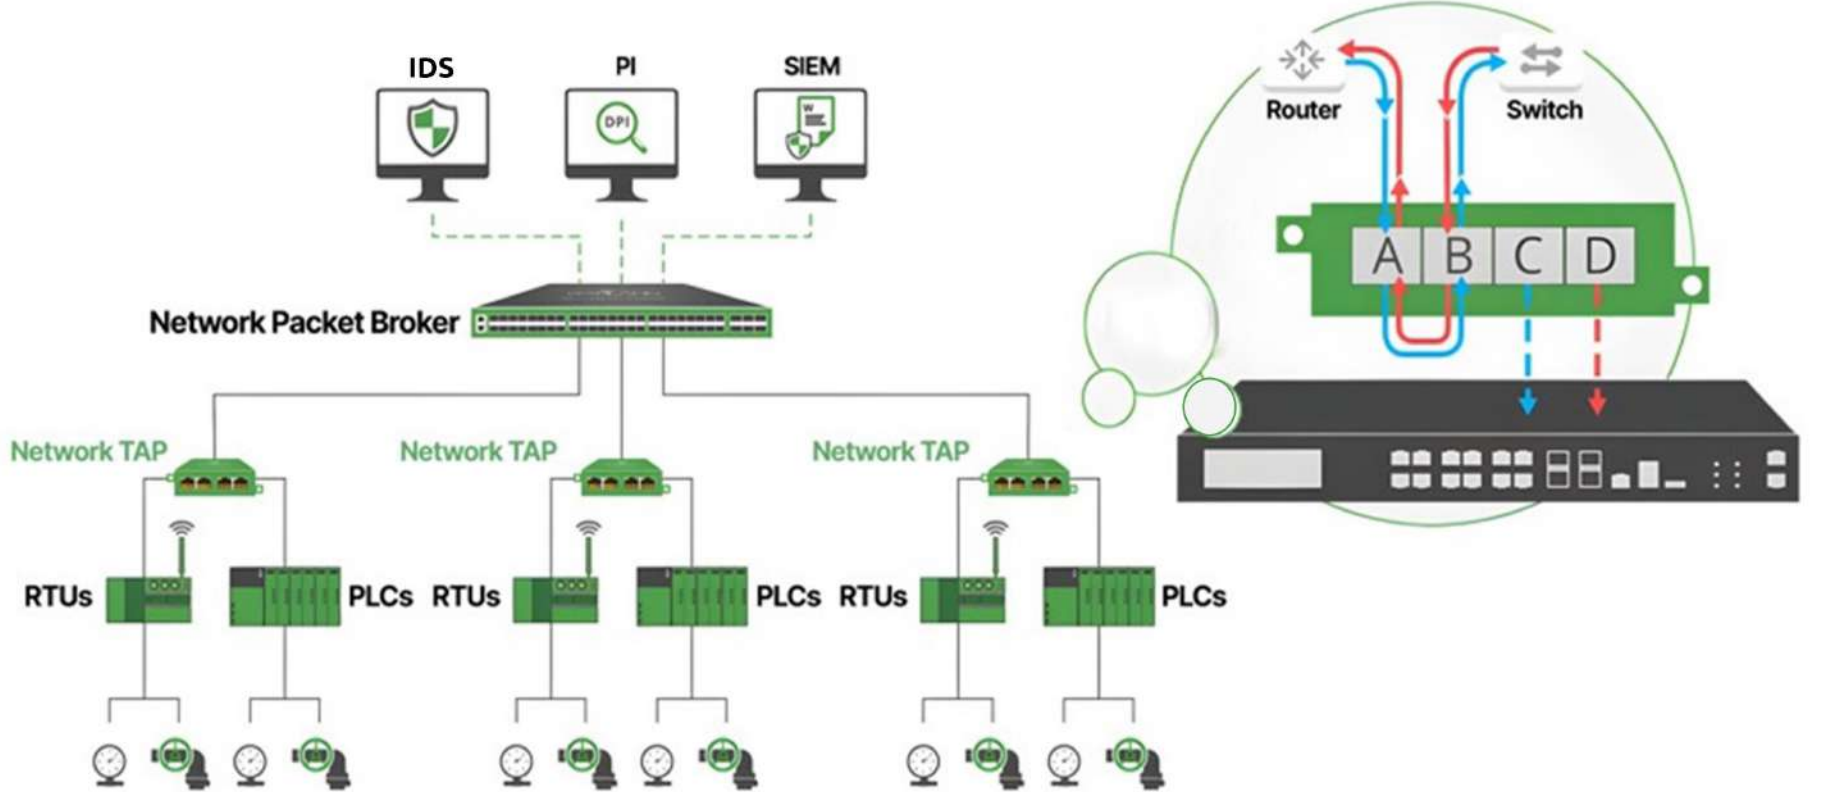 IDS
PI
SIEM
DPI
W
Network Packet Broker
Network TAP
Network TAP
Network TAP
RTUs
PLCs
RTUs
PLCs
RTUs
PLCs
Router
Switch
A
B
C
D